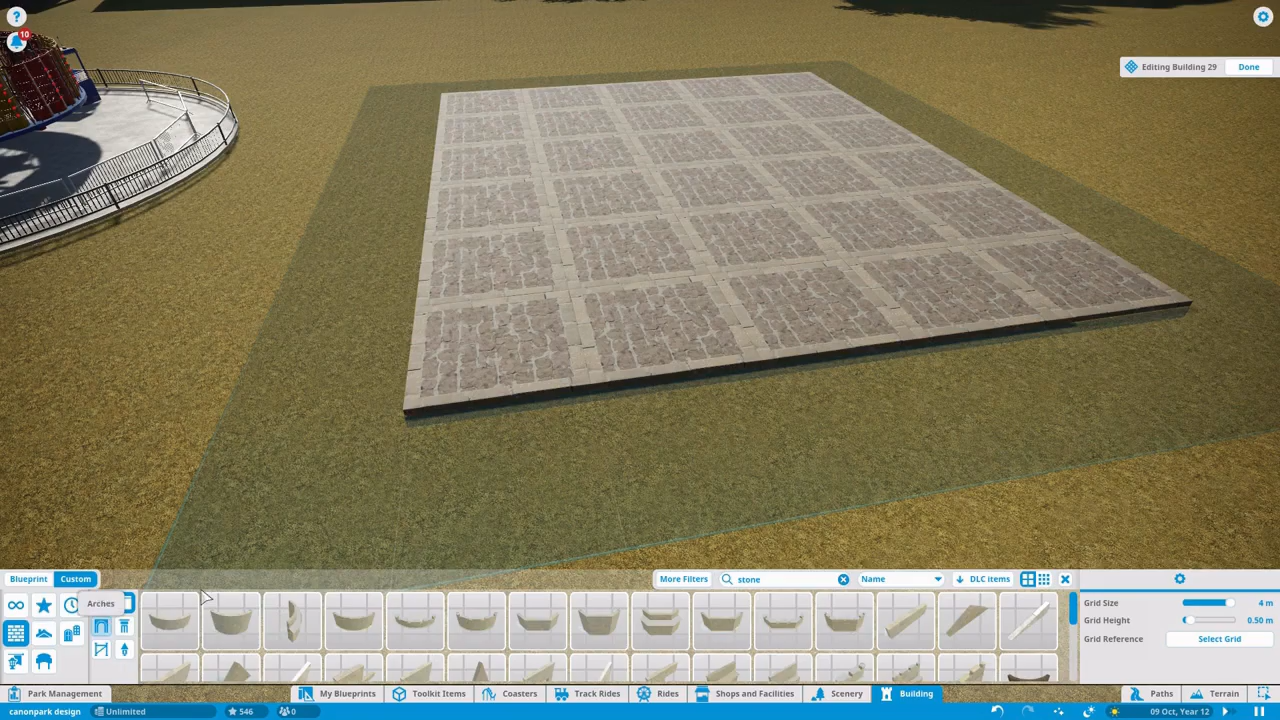 ?
10
Editing Building 29 Done
Blueprint Custom
More Filters stone Name DLC items
Arches
Grid Size 4 m
Grid Height 0.50 m
Grid Reference Select Grid
Park Management My Blueprints Toolkit Items Coasters Track Rides Rides Shops and Facilities Scenery Building Paths Terrain
canonpark design Unlimited 546 0 09 Oct, Year 12